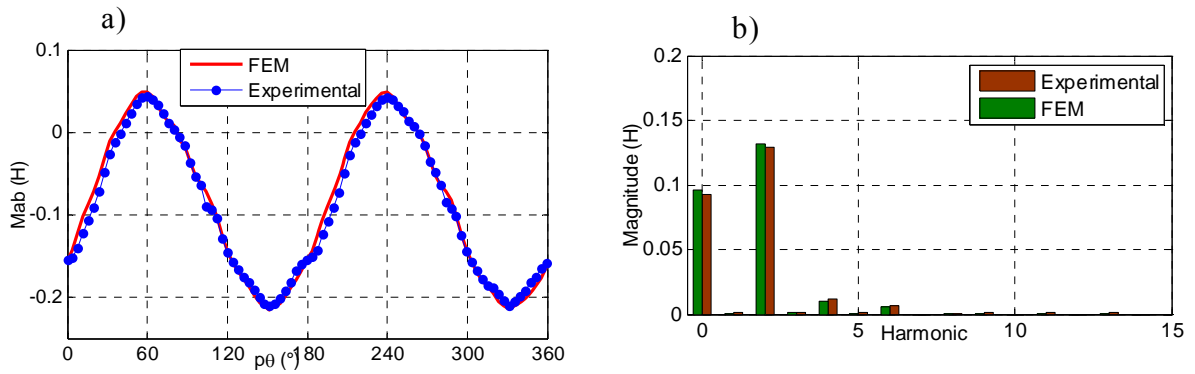 a)
0.1
0
-0.1
-0.2
Mab (H)
FEM
Experimental
0 60 120 180 240 300 360
pθ (°)
b)
0.2
0.15
0.1
0.05
0
Magnitude (H)
Experimental
FEM
0 5 10 15
Harmonic